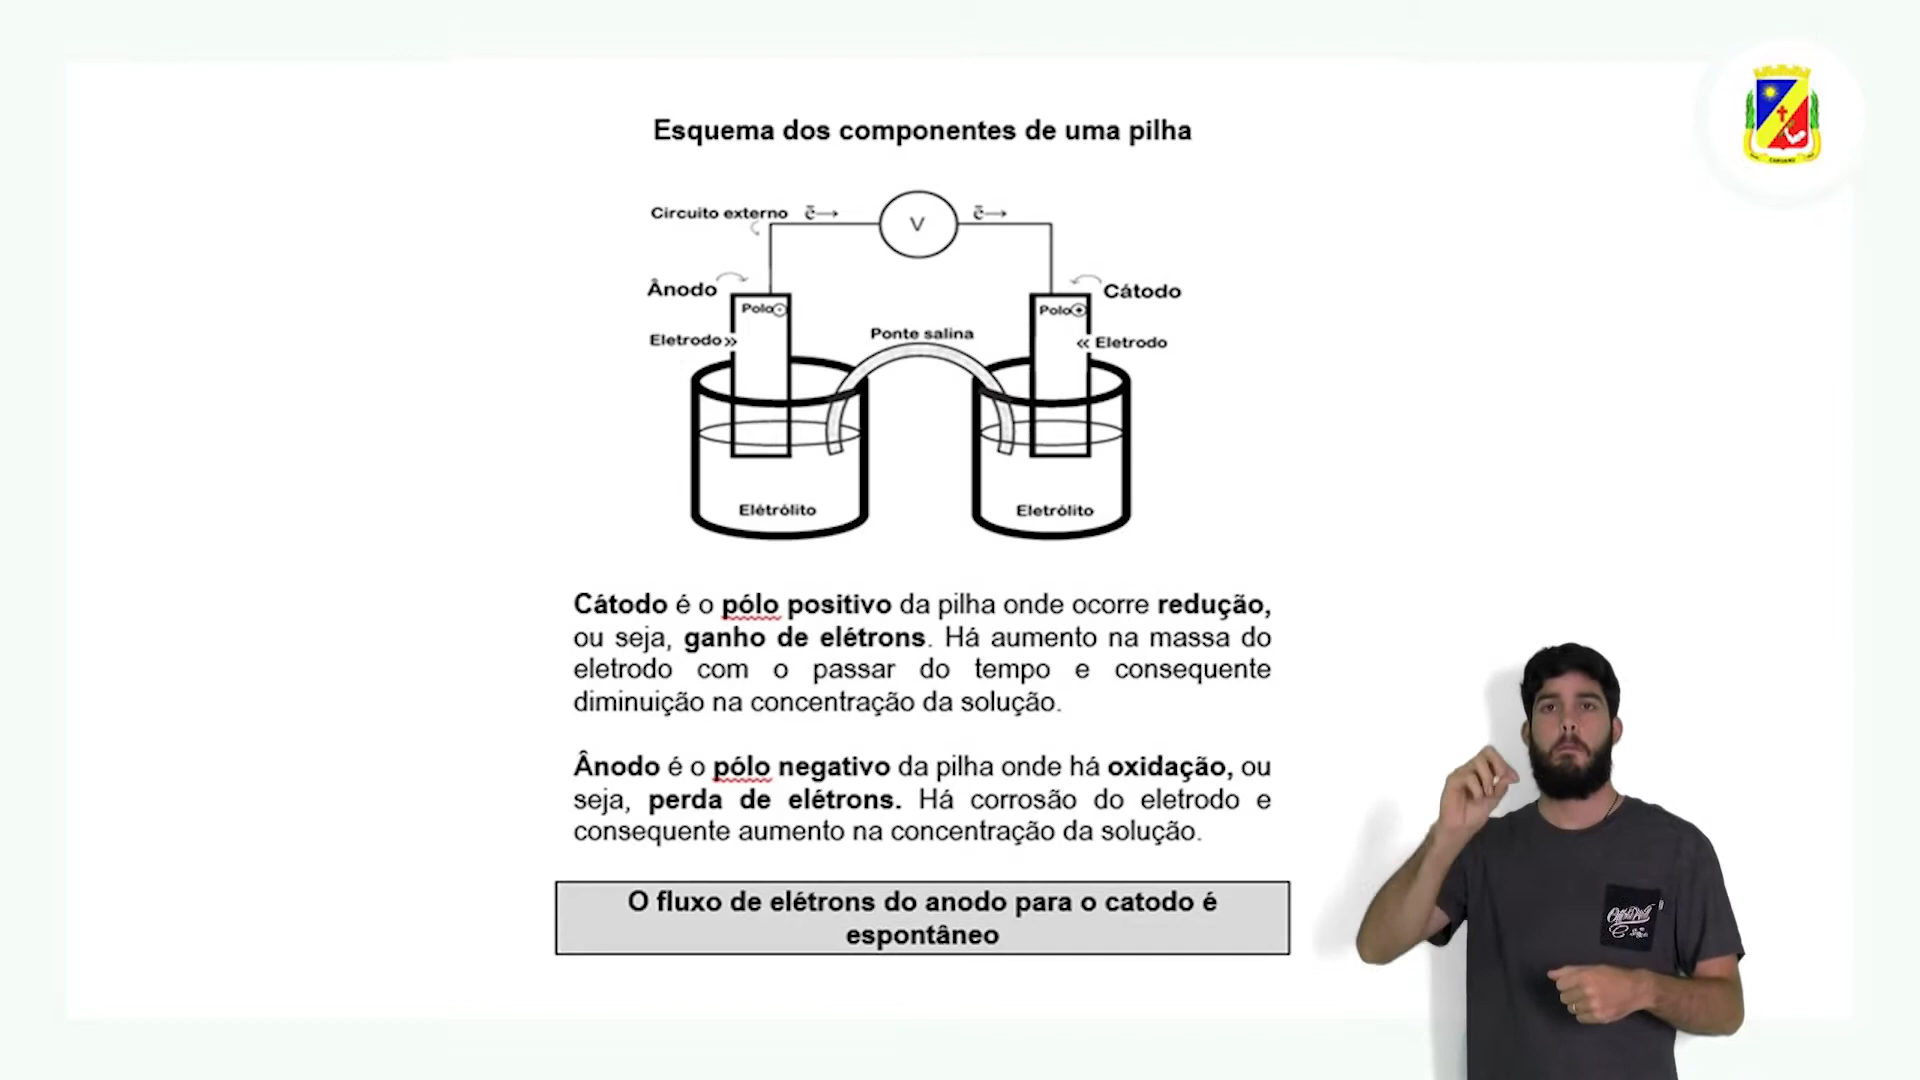 Esquema dos componentes de uma pilha
Circuito externo e→ V e→
Ânodo Cátodo
Polo - Polo +
Eletrodo » « Eletrodo
Ponte salina
Elétrólito Eletrólito
Cátodo é o pólo positivo da pilha onde ocorre redução,
ou seja, ganho de elétrons. Há aumento na massa do
eletrodo com o passar do tempo e consequente
diminuição na concentração da solução.
Ânodo é o pólo negativo da pilha onde há oxidação, ou
seja, perda de elétrons. Há corrosão do eletrodo e
consequente aumento na concentração da solução.
O fluxo de elétrons do anodo para o catodo é
espontâneo
CARUARU